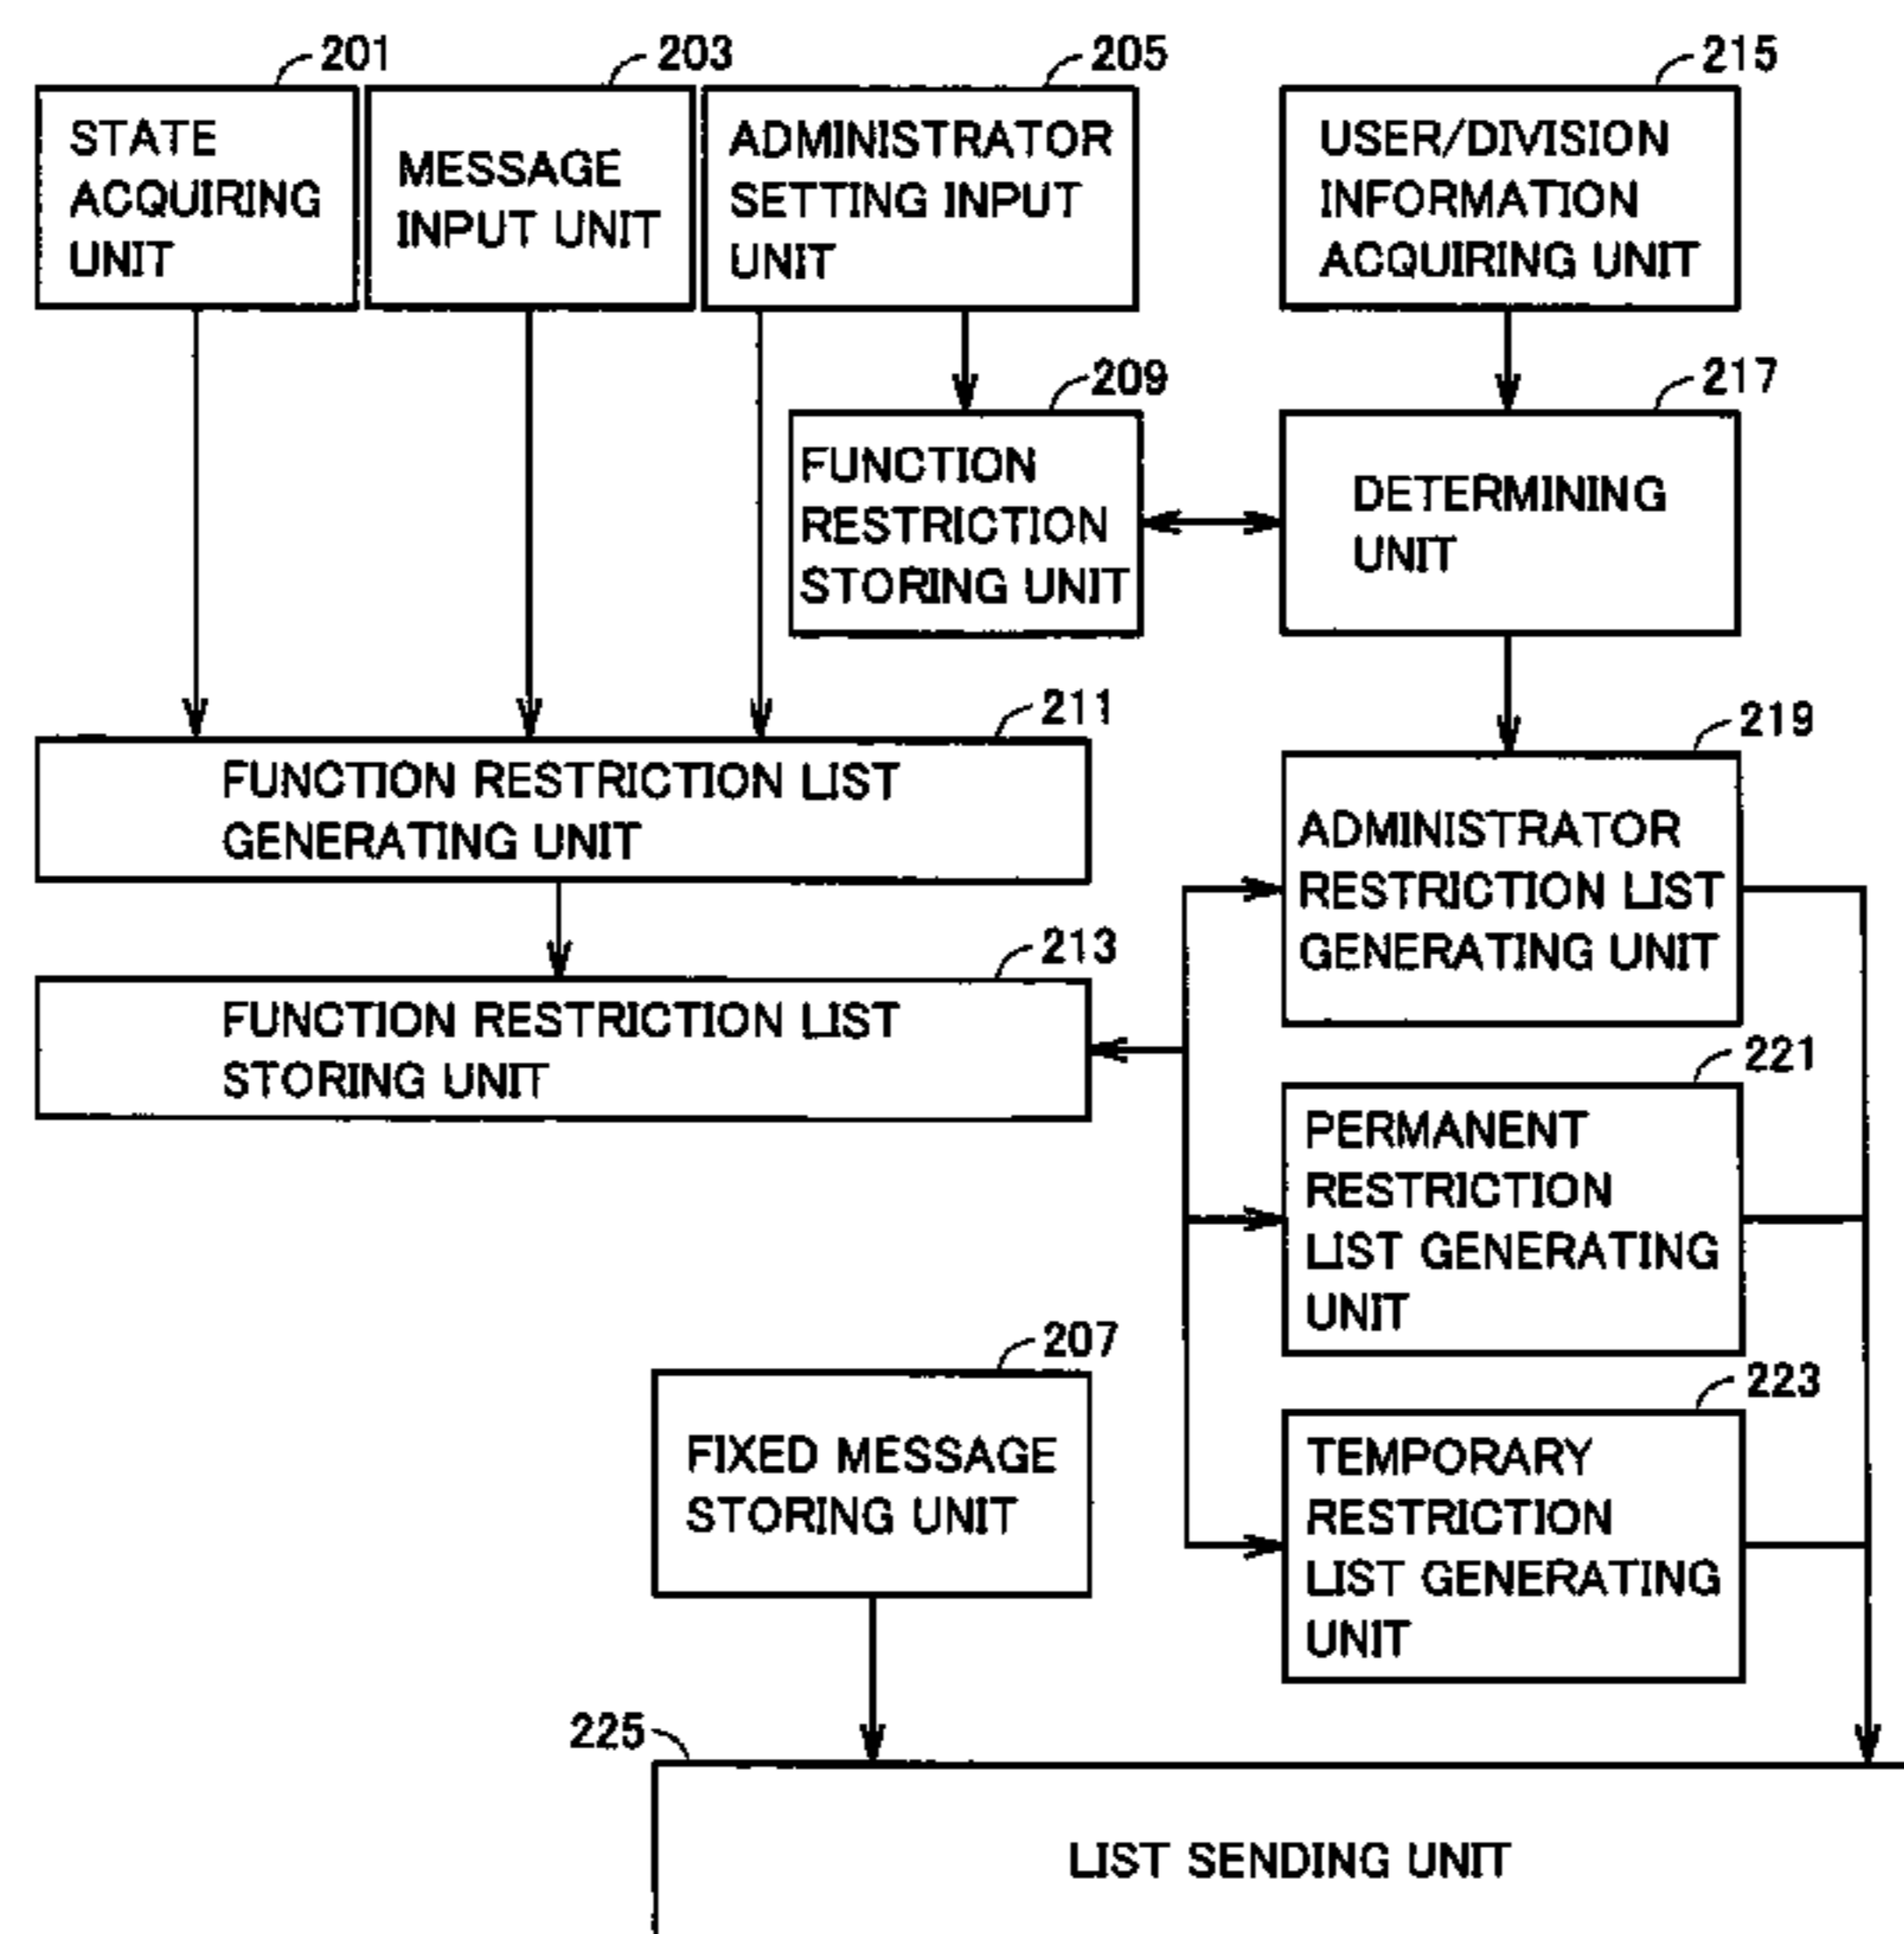 201
STATE
ACQUIRING
UNIT
203
MESSAGE
INPUT UNIT
205
ADMINISTRATOR
SETTING INPUT
UNIT
215
USER/DIVISION
INFORMATION
ACQUIRING UNIT
209
FUNCTION
RESTRICTION
STORING UNIT
217
DETERMINING
UNIT
211
FUNCTION RESTRICTION LIST
GENERATING UNIT
219
ADMINISTRATOR
RESTRICTION LIST
GENERATING UNIT
213
FUNCTION RESTRICTION LIST
STORING UNIT
221
PERMANENT
RESTRICTION
LIST GENERATING
UNIT
207
FIXED MESSAGE
STORING UNIT
223
TEMPORARY
RESTRICTION
LIST GENERATING
UNIT
225
LIST SENDING UNIT